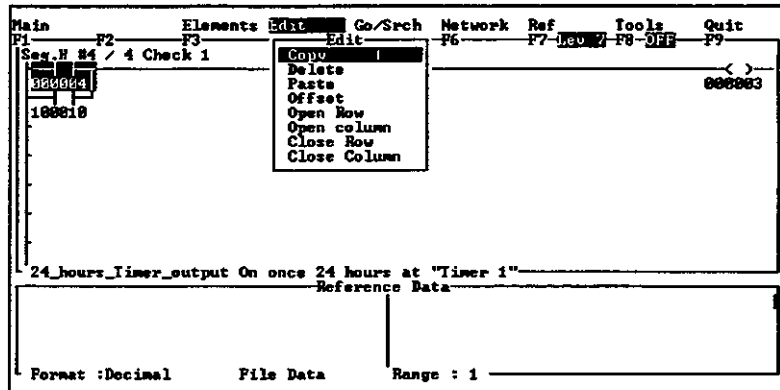 Main Elements Edit Go/Srch Network Ref Tools Quit
F1 F2 F3 Edit F6 F7-Lev 7 F8-OFF F9
Seg.H #4 / 4 Check 1
Copy
Delete
Paste
Offset
Open Row
Open column
Close Row
Close Column
000004
( )
000003
100010
24_hours_Timer_output On once 24 hours at "Timer 1"
Reference Data
Format :Decimal File Data Range : 1